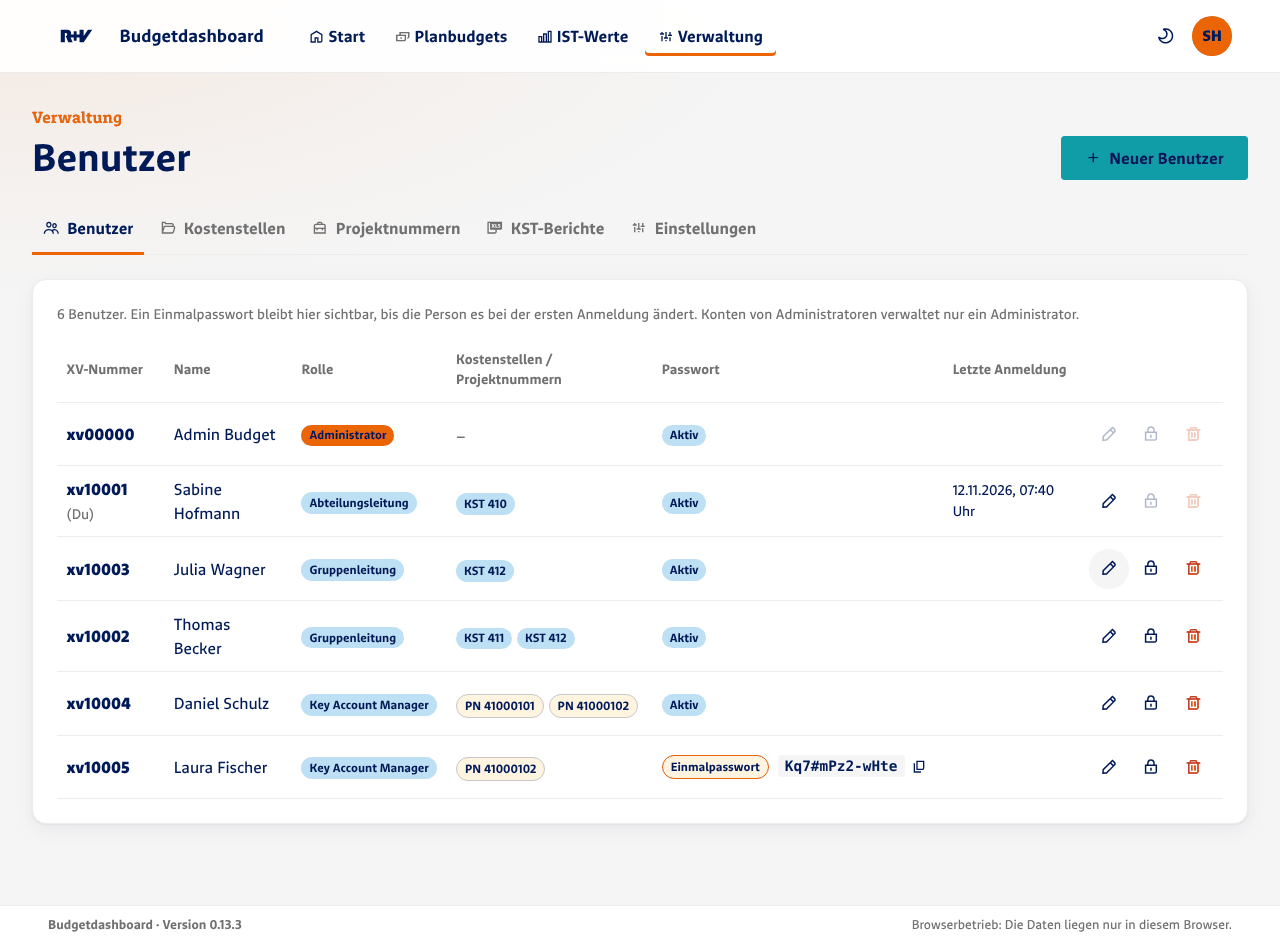 R+V Budgetdashboard Start Planbudgets IST-Werte Verwaltung SH
Verwaltung
Benutzer
+ Neuer Benutzer
Benutzer Kostenstellen Projektnummern KST-Berichte Einstellungen
6 Benutzer. Ein Einmalpasswort bleibt hier sichtbar, bis die Person es bei der ersten Anmeldung ändert. Konten von Administratoren verwaltet nur ein Administrator.
XV-Nummer Name Rolle Kostenstellen / Projektnummern Passwort Letzte Anmeldung
xv00000 Admin Budget Administrator – Aktiv
xv10001 (Du) Sabine Hofmann Abteilungsleitung KST 410 Aktiv 12.11.2026, 07:40 Uhr
xv10003 Julia Wagner Gruppenleitung KST 412 Aktiv
xv10002 Thomas Becker Gruppenleitung KST 411 KST 412 Aktiv
xv10004 Daniel Schulz Key Account Manager PN 41000101 PN 41000102 Aktiv
xv10005 Laura Fischer Key Account Manager PN 41000102 Einmalpasswort Kq7#mPz2-wHte
Budgetdashboard · Version 0.13.3 Browserbetrieb: Die Daten liegen nur in diesem Browser.